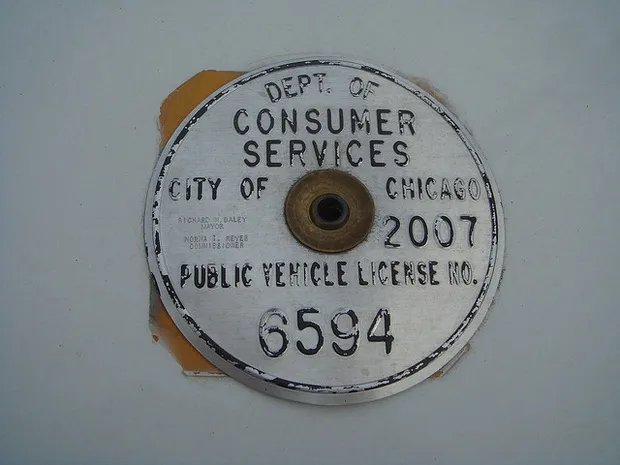 DEPT. OF
CONSUMER
SERVICES
CITY OF CHICAGO
RICHARD M. DALEY
MAYOR
2007
NORMA I. REYES
COMMISSIONER
PUBLIC VEHICLE LICENSE NO.
6594